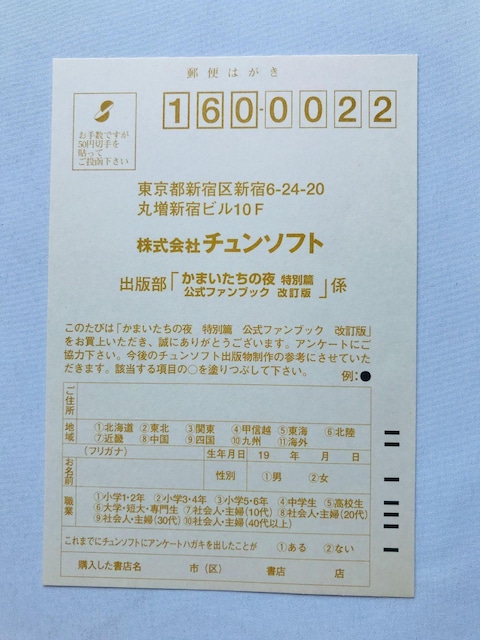 郵便はがき
160-0022
お手数ですが
50円切手を
貼って
ご投函下さい
東京都新宿区新宿6-24-20
丸増新宿ビル10F
株式会社チュンソフト
出版部「かまいたちの夜 特別篇
公式ファンブック 改訂版」係
このたびは「かまいたちの夜 特別篇 公式ファンブック 改訂版」
をお買上いただき、誠にありがとうございます。アンケートにご
協力下さい。今後のチュンソフト出版物制作の参考にさせていた
だきます。該当する項目の○を塗りつぶして下さい。
例:●
ご住所
地域 ①北海道 ②東北 ③関東 ④甲信越 ⑤東海 ⑥北陸
⑦近畿 ⑧中国 ⑨四国 ⑩九州 ⑪海外
お名前 (フリガナ) 生年月日 19 年 月 日
性別 ①男 ②女
職業 ①小学1・2年 ②小学3・4年 ③小学5・6年 ④中学生 ⑤高校生
⑥大学・短大・専門生 ⑦社会人・主婦(10代) ⑧社会人・主婦(20代)
⑨社会人・主婦(30代) ⑩社会人・主婦(40代以上)
これまでにチュンソフトにアンケートハガキを出したことが ①ある ②ない
購入した書店名 市(区) 書店 店